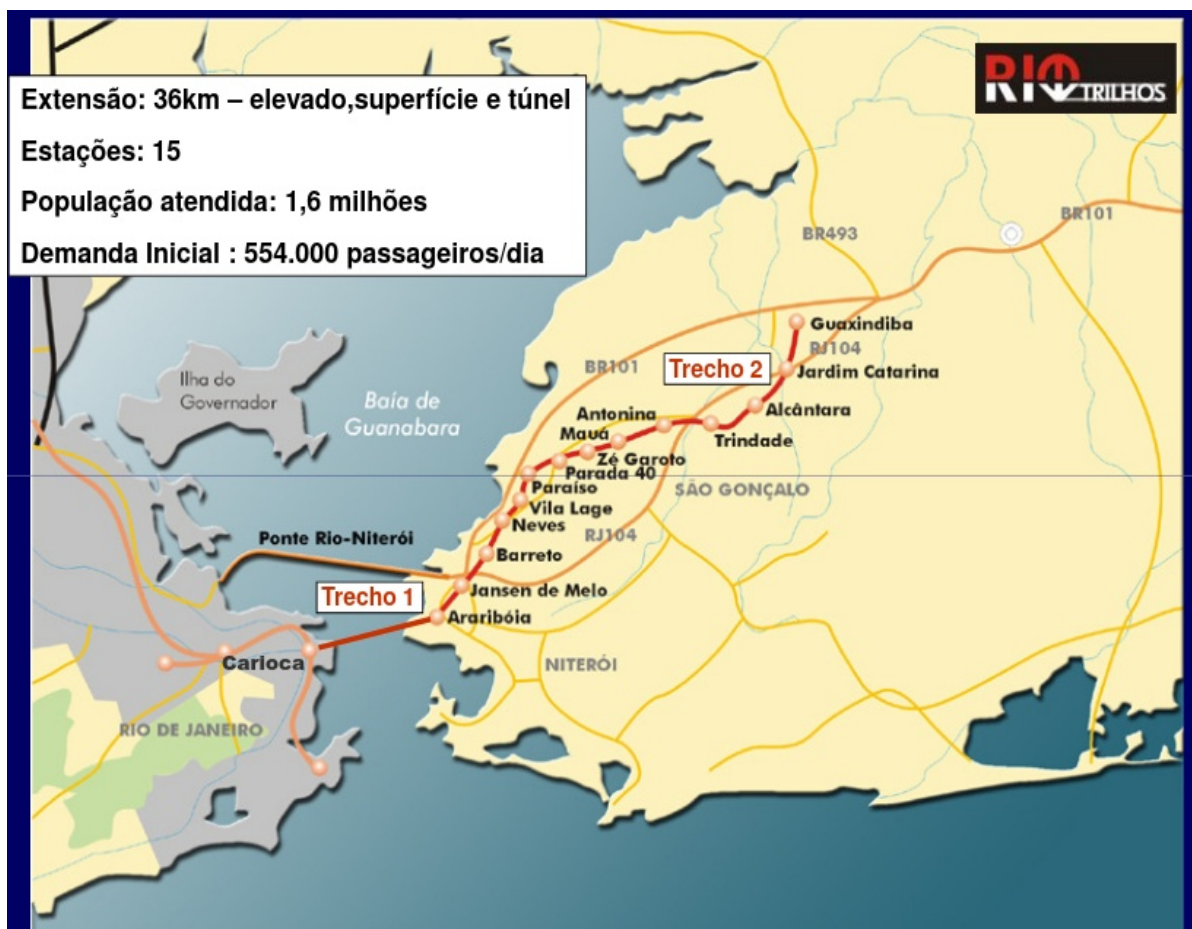 Extensão: 36km – elevado,superfície e túnel
Estações: 15
População atendida: 1,6 milhões
Demanda Inicial : 554.000 passageiros/dia
RIO TRILHOS
BR101
BR493
Guaxindiba
RJ104
BR101
Trecho 2
Jardim Catarina
Ilha do
Governador
Baía de
Guanabara
Antonina
Alcântara
Mauá
Trindade
Zé Garoto
Parada 40
Paraíso
SÃO GONÇALO
Vila Lage
Neves
RJ104
Ponte Rio-Niterói
Barreto
Trecho 1
Jansen de Melo
Araribóia
Carioca
NITERÓI
RIO DE JANEIRO